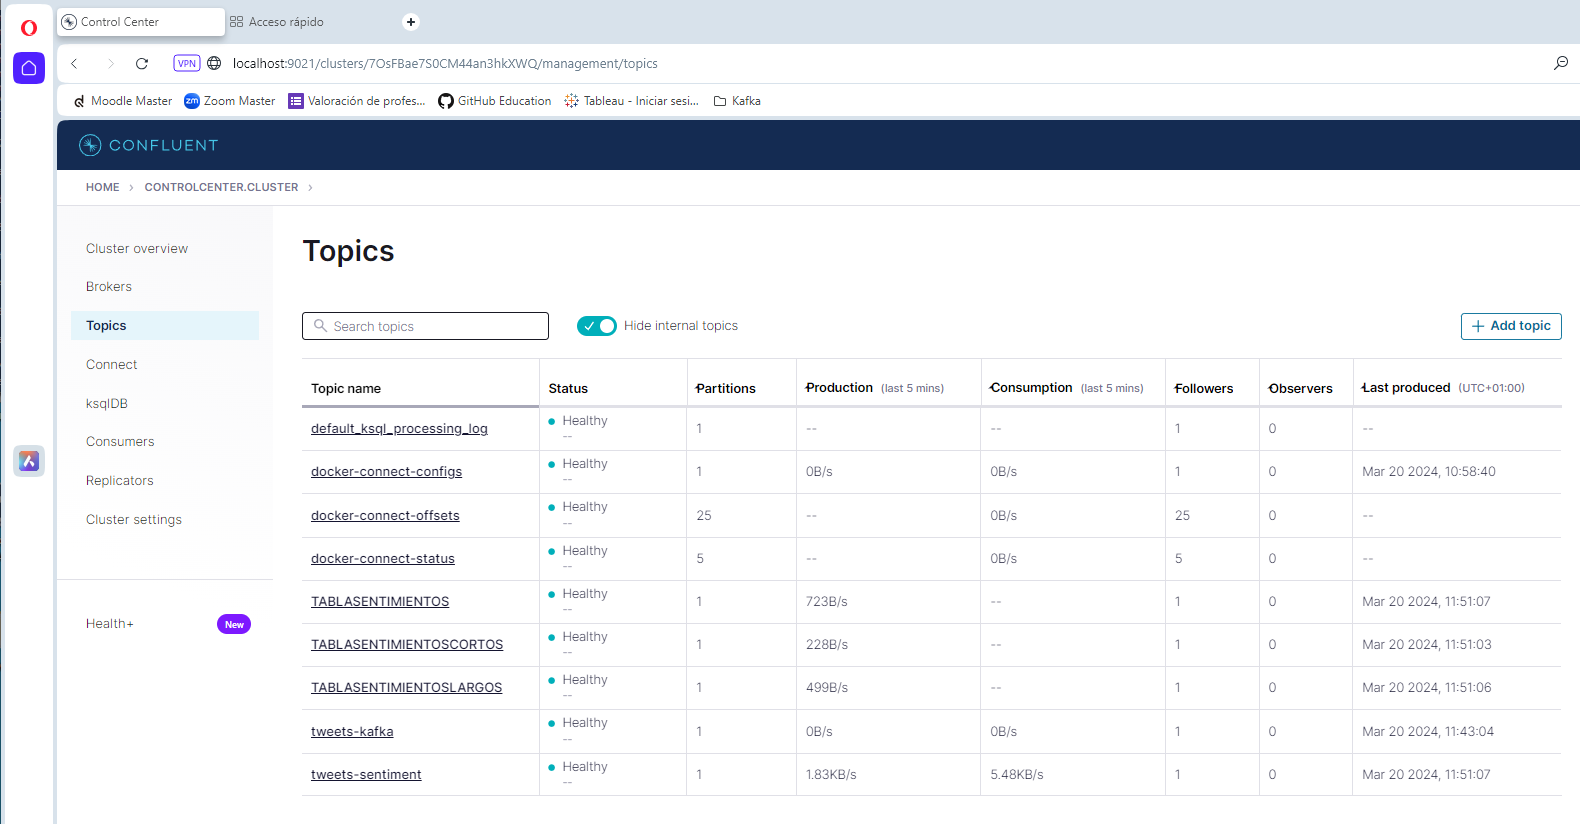 Control Center
Acceso rápido
VPN
localhost:9021/clusters/7OsFBae7S0CM44an3hkXWQ/management/topics
Moodle Master
Zoom Master
Valoración de profes...
GitHub Education
Tableau - Iniciar sesi...
Kafka
CONFLUENT
HOME > CONTROLCENTER.CLUSTER >
Cluster overview
Brokers
Topics
Connect
ksqlDB
Consumers
Replicators
Cluster settings
Health+ New
Topics
Search topics
Hide internal topics
+ Add topic
Topic name Status Partitions Production (last 5 mins) Consumption (last 5 mins) Followers Observers Last produced (UTC+01:00)
default_ksql_processing_log Healthy -- 1 -- -- 1 0 --
docker-connect-configs Healthy -- 1 0B/s 0B/s 1 0 Mar 20 2024, 10:58:40
docker-connect-offsets Healthy -- 25 -- 0B/s 25 0 --
docker-connect-status Healthy -- 5 -- 0B/s 5 0 --
TABLASENTIMIENTOS Healthy -- 1 723B/s -- 1 0 Mar 20 2024, 11:51:07
TABLASENTIMIENTOSCORTOS Healthy -- 1 228B/s -- 1 0 Mar 20 2024, 11:51:03
TABLASENTIMIENTOSLARGOS Healthy -- 1 499B/s -- 1 0 Mar 20 2024, 11:51:06
tweets-kafka Healthy -- 1 0B/s 0B/s 1 0 Mar 20 2024, 11:43:04
tweets-sentiment Healthy -- 1 1.83KB/s 5.48KB/s 1 0 Mar 20 2024, 11:51:07